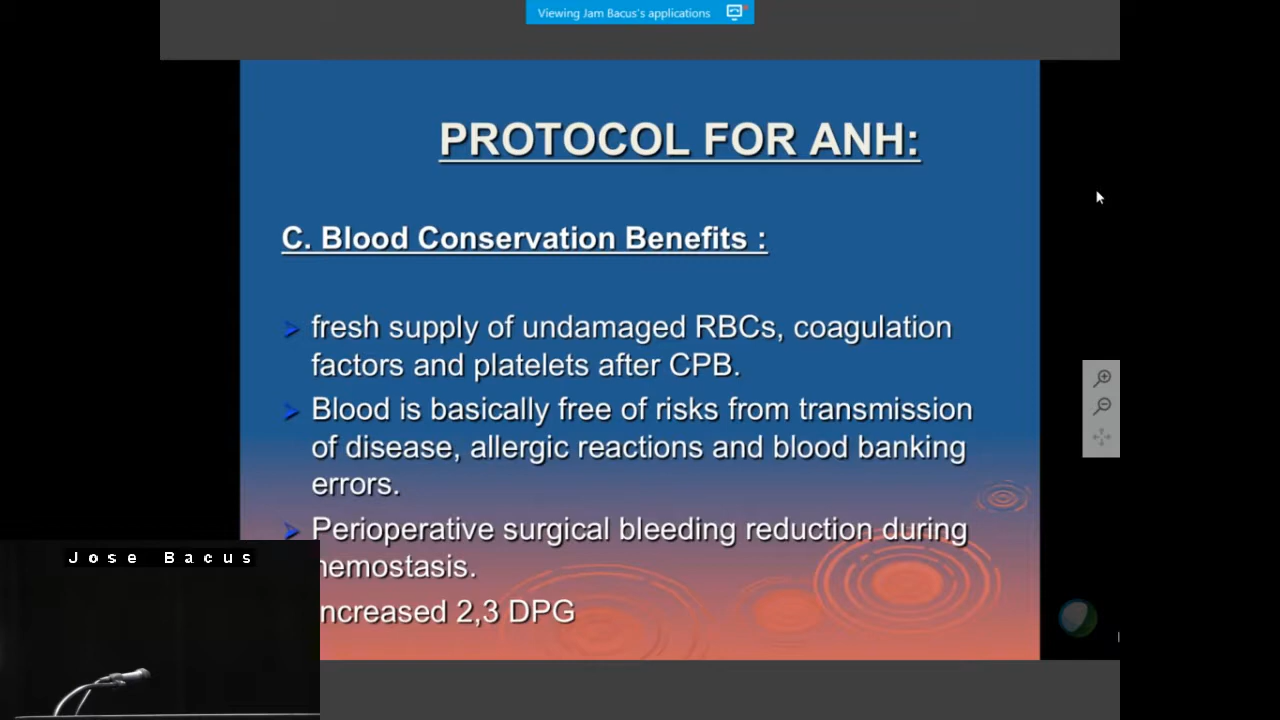 Viewing Jam Bacus's applications
PROTOCOL FOR ANH:
C. Blood Conservation Benefits :
fresh supply of undamaged RBCs, coagulation
factors and platelets after CPB.
Blood is basically free of risks from transmission
of disease, allergic reactions and blood banking
errors.
Perioperative surgical bleeding reduction during
hemostasis.
Increased 2,3 DPG
Jose Bacus